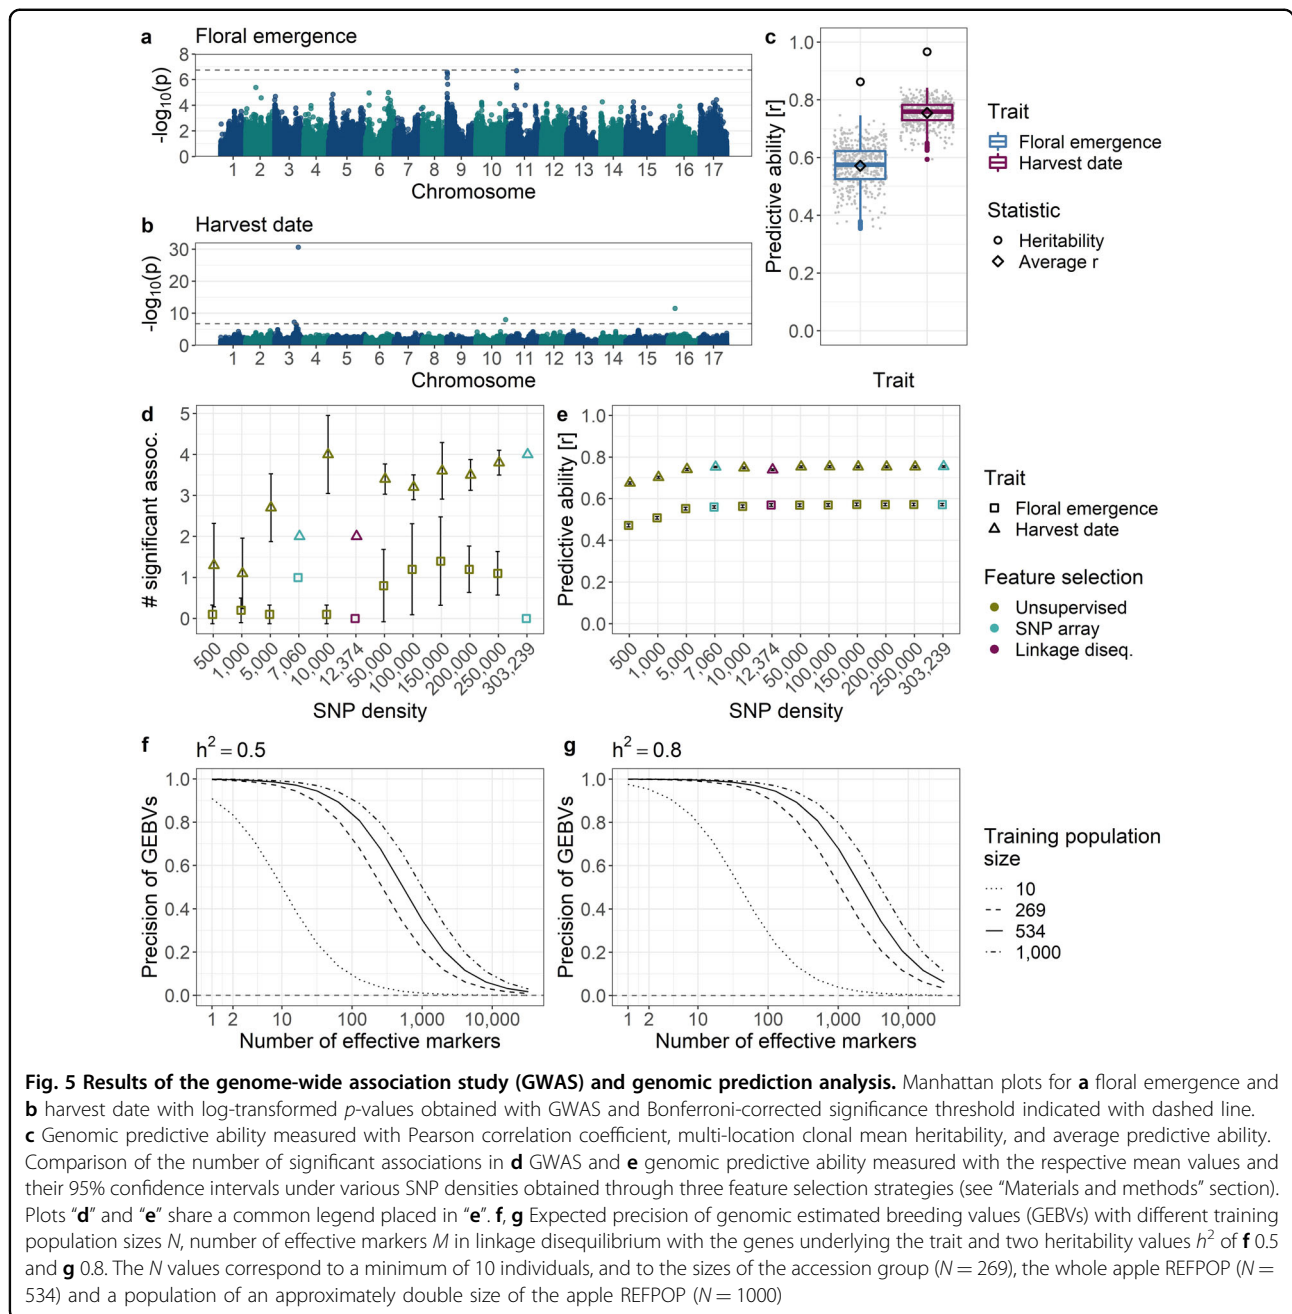 a Floral emergence
8
6
4
2
0
-log10(p)
1 2 3 4 5 6 7 8 9 10 11 12 13 14 15 16 17
Chromosome
b Harvest date
30
20
10
0
-log10(p)
1 2 3 4 5 6 7 8 9 10 11 12 13 14 15 16 17
Chromosome
c
1.0
0.8
0.6
0.4
0.2
0.0
Predictive ability [r]
Trait
Trait
Floral emergence
Harvest date
Statistic
Heritability
Average r
d
5
4
3
2
1
0
# significant assoc.
500 1,000 5,000 7,060 10,000 12,374 50,000 100,000 150,000 200,000 250,000 303,239
SNP density
e
1.0
0.8
0.6
0.4
0.2
0.0
Predictive ability [r]
500 1,000 5,000 7,060 10,000 12,374 50,000 100,000 150,000 200,000 250,000 303,239
SNP density
Trait
Floral emergence
Harvest date
Feature selection
Unsupervised
SNP array
Linkage diseq.
f h² = 0.5
1.0
0.8
0.6
0.4
0.2
0.0
Precision of GEBVs
1 2 10 100 1,000 10,000
Number of effective markers
g h² = 0.8
1.0
0.8
0.6
0.4
0.2
0.0
Precision of GEBVs
1 2 10 100 1,000 10,000
Number of effective markers
Training population
size
10
269
534
1,000
Fig. 5 Results of the genome-wide association study (GWAS) and genomic prediction analysis. Manhattan plots for a floral emergence and
b harvest date with log-transformed p-values obtained with GWAS and Bonferroni-corrected significance threshold indicated with dashed line.
c Genomic predictive ability measured with Pearson correlation coefficient, multi-location clonal mean heritability, and average predictive ability.
Comparison of the number of significant associations in d GWAS and e genomic predictive ability measured with the respective mean values and
their 95% confidence intervals under various SNP densities obtained through three feature selection strategies (see "Materials and methods" section).
Plots "d" and "e" share a common legend placed in "e". f, g Expected precision of genomic estimated breeding values (GEBVs) with different training
population sizes N, number of effective markers M in linkage disequilibrium with the genes underlying the trait and two heritability values h² of f 0.5
and g 0.8. The N values correspond to a minimum of 10 individuals, and to the sizes of the accession group (N = 269), the whole apple REFPOP (N =
534) and a population of an approximately double size of the apple REFPOP (N = 1000)